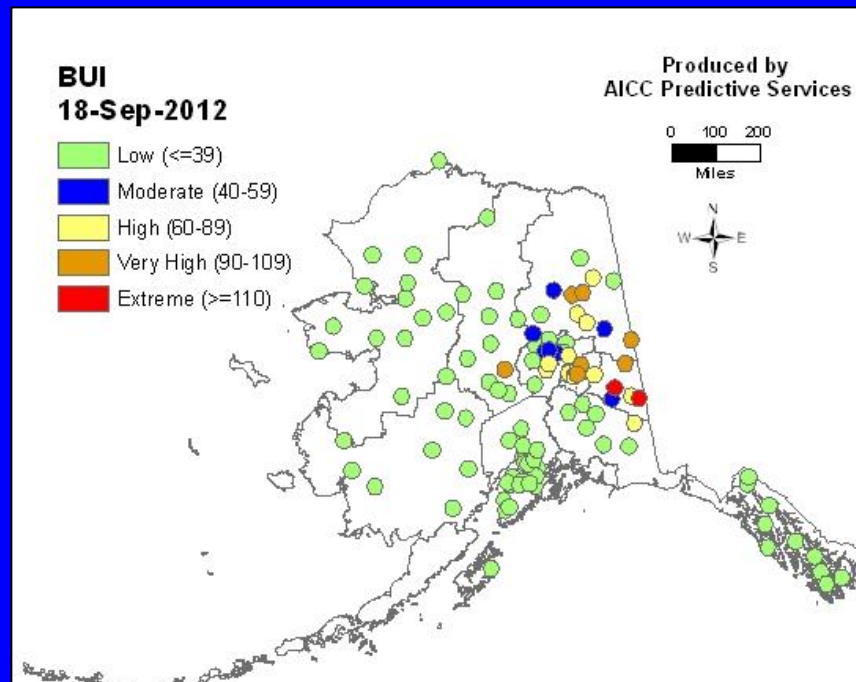 BUI
18-Sep-2012
Low (<=39)
Moderate (40-59)
High (60-89)
Very High (90-109)
Extreme (>=110)
Produced by
AICC Predictive Services
0 100 200
Miles
N
W E
S